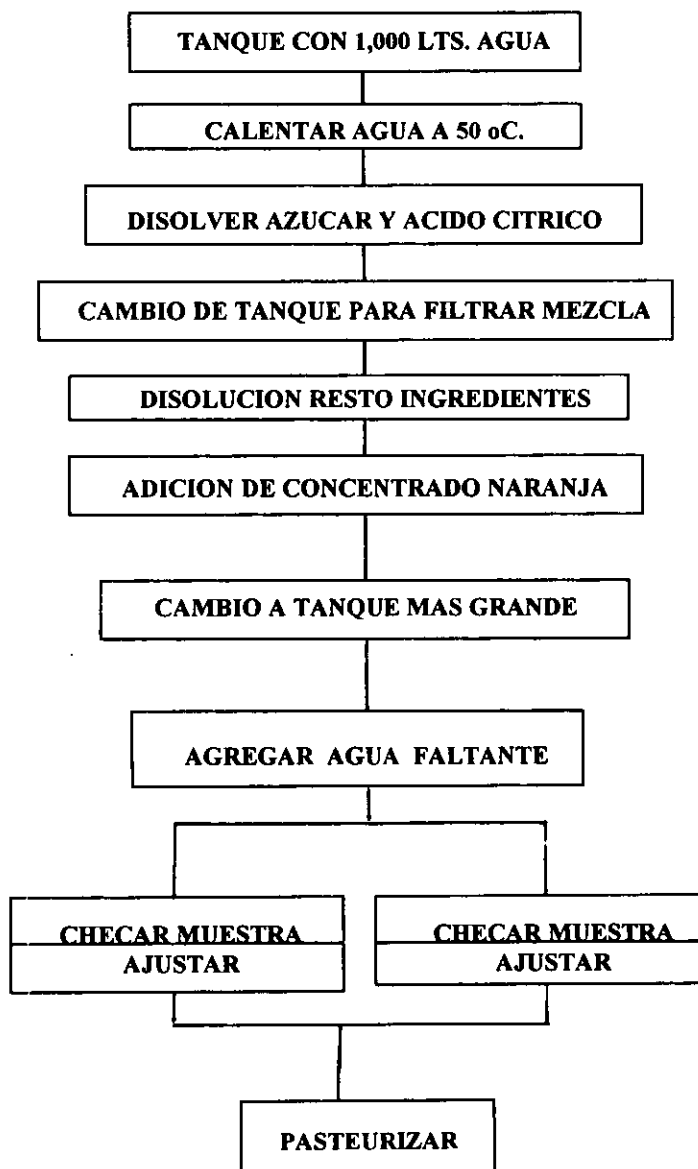 TANQUE CON 1,000 LTS. AGUA
CALENTAR AGUA A 50 oC.
DISOLVER AZUCAR Y ACIDO CITRICO
CAMBIO DE TANQUE PARA FILTRAR MEZCLA
DISOLUCION RESTO INGREDIENTES
ADICION DE CONCENTRADO NARANJA
CAMBIO A TANQUE MAS GRANDE
AGREGAR AGUA FALTANTE
CHECAR MUESTRA
AJUSTAR
CHECAR MUESTRA
AJUSTAR
PASTEURIZAR